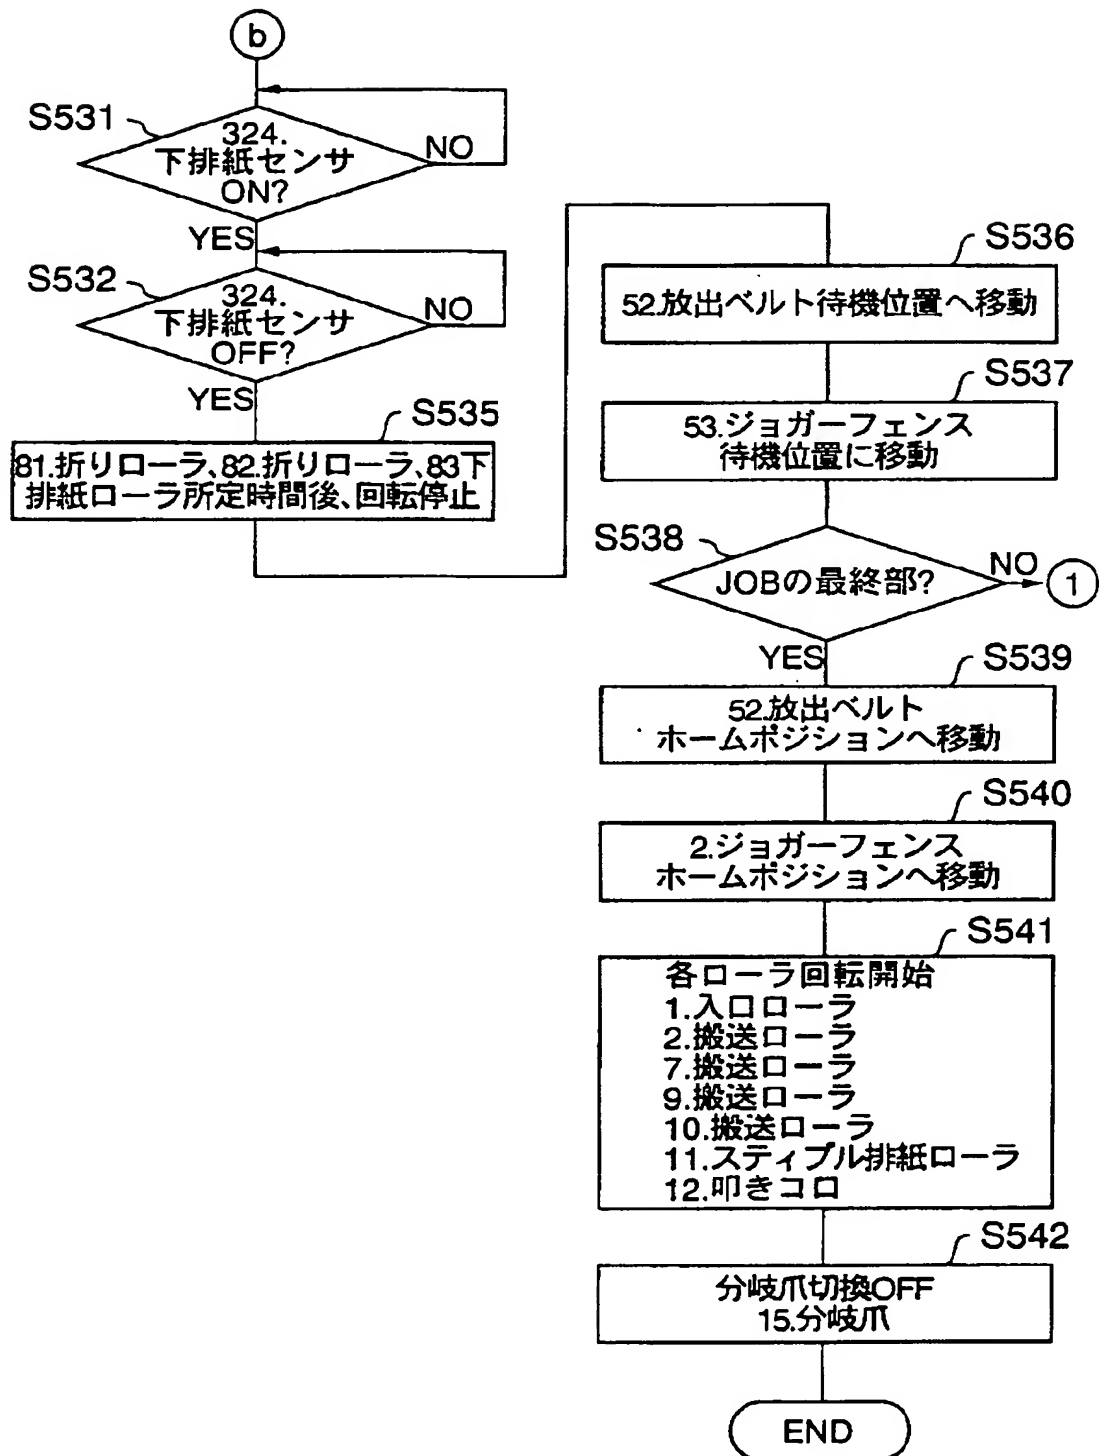 b
S531
324.
下排紙センサ
ON?
NO
YES
S532
324.
下排紙センサ
OFF?
NO
YES
S535
81.折りローラ、82.折りローラ、83下
排紙ローラ所定時間後、回転停止
S536
52.放出ベルト待機位置へ移動
S537
53.ジョガーフェンス
待機位置に移動
S538
JOBの最終部?
NO
1
YES
S539
52.放出ベルト
ホームポジションへ移動
S540
2.ジョガーフェンス
ホームポジションへ移動
S541
各ローラ回転開始
1.入口ローラ
2.搬送ローラ
7.搬送ローラ
9.搬送ローラ
10.搬送ローラ
11.スティプル排紙ローラ
12.叩きコロ
S542
分岐爪切換OFF
15.分岐爪
END